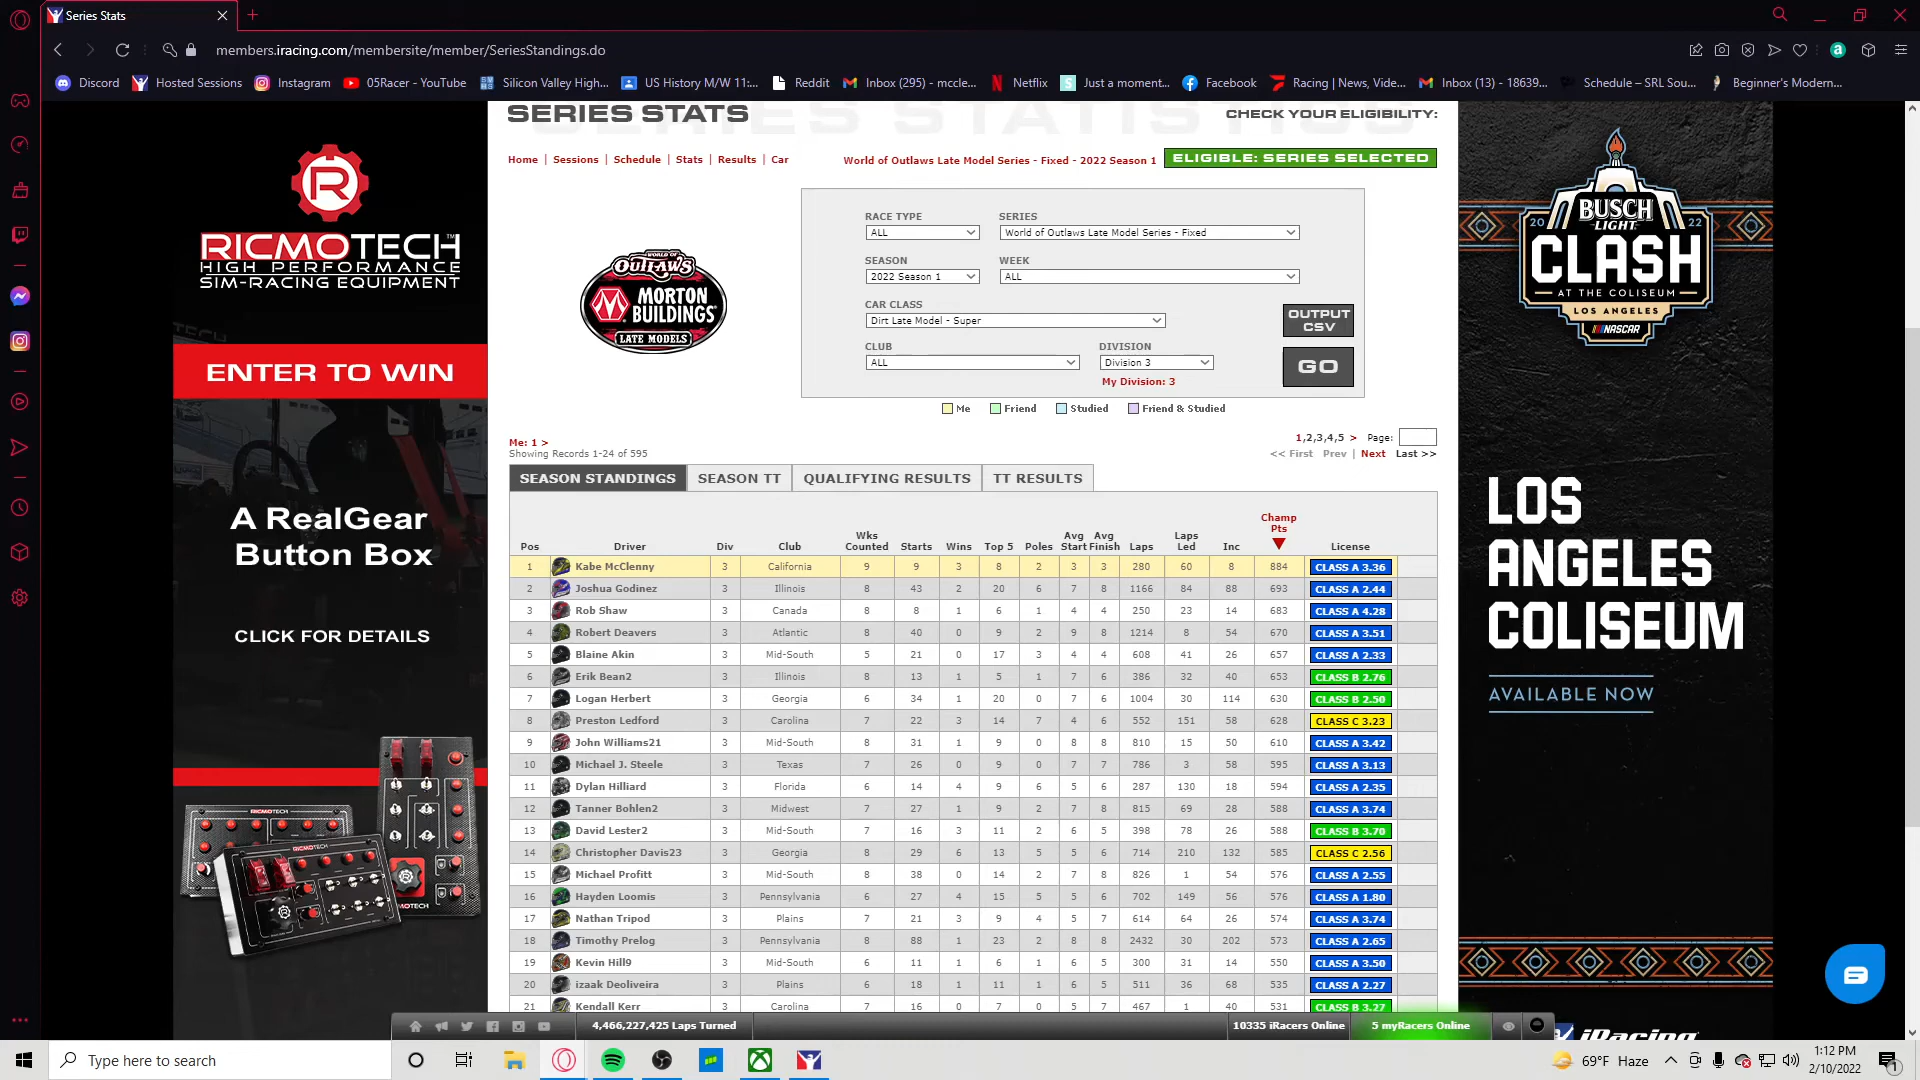 Series Stats
members.iracing.com/membersite/member/SeriesStandings.do
Discord Hosted Sessions Instagram 05Racer - YouTube Silicon Valley High... US History M/W 11:... Reddit Inbox (295) - mccle... Netflix Just a moment... Facebook Racing | News, Vide... Inbox (13) - 18639... Schedule – SRL Sou... Beginner's Modern...
SERIES STATS
CHECK YOUR ELIGIBILITY:
Home | Sessions | Schedule | Stats | Results | Car
World of Outlaws Late Model Series - Fixed - 2022 Season 1 ELIGIBLE: SERIES SELECTED
RACE TYPE SERIES
ALL World of Outlaws Late Model Series - Fixed
SEASON WEEK
2022 Season 1 ALL
CAR CLASS
Dirt Late Model - Super
OUTPUT CSV
CLUB DIVISION
ALL Division 3
GO
My Division: 3
Me Friend Studied Friend & Studied
WORLD OF
OUTLAWS
MORTON
BUILDINGS
LATE MODELS
Me: 1 >
1,2,3,4,5 > Page:
Showing Records 1-24 of 595
<< First Prev | Next Last >>
SEASON STANDINGS SEASON TT QUALIFYING RESULTS TT RESULTS
Pos Driver Div Club Wks Counted Starts Wins Top 5 Poles Avg Start Avg Finish Laps Laps Led Inc Champ Pts License
1 Kabe McClenny 3 California 9 9 3 8 2 3 3 280 60 8 884 CLASS A 3.36
2 Joshua Godinez 3 Illinois 8 43 2 20 6 7 8 1166 84 88 693 CLASS A 2.44
3 Rob Shaw 3 Canada 8 8 1 6 1 4 4 250 23 14 683 CLASS A 4.28
4 Robert Deavers 3 Atlantic 8 40 0 9 2 9 8 1214 8 54 670 CLASS A 3.51
5 Blaine Akin 3 Mid-South 5 21 0 17 3 4 4 608 41 26 657 CLASS A 2.33
6 Erik Bean2 3 Illinois 8 13 1 5 1 7 6 386 32 40 653 CLASS B 2.76
7 Logan Herbert 3 Georgia 6 34 1 20 0 7 6 1004 30 114 630 CLASS B 2.50
8 Preston Ledford 3 Carolina 7 22 3 14 7 4 6 552 151 58 628 CLASS C 3.23
9 John Williams21 3 Mid-South 8 31 1 9 0 8 8 810 15 50 610 CLASS A 3.42
10 Michael J. Steele 3 Texas 7 26 0 9 0 7 7 786 3 58 595 CLASS A 3.13
11 Dylan Hilliard 3 Florida 6 14 4 9 6 5 6 287 130 18 594 CLASS A 2.35
12 Tanner Bohlen2 3 Midwest 7 27 1 9 2 7 8 815 69 28 588 CLASS A 3.74
13 David Lester2 3 Mid-South 7 16 3 11 2 6 5 398 78 26 588 CLASS B 3.70
14 Christopher Davis23 3 Georgia 8 29 6 13 5 5 6 714 210 132 585 CLASS C 2.56
15 Michael Profitt 3 Mid-South 8 38 0 14 2 7 8 826 1 54 576 CLASS A 2.55
16 Hayden Loomis 3 Pennsylvania 6 27 4 15 5 5 6 702 149 56 576 CLASS A 1.80
17 Nathan Tripod 3 Plains 7 21 3 9 4 5 7 614 64 26 574 CLASS A 3.74
18 Timothy Prelog 3 Pennsylvania 8 88 1 23 2 8 8 2432 30 202 573 CLASS A 2.65
19 Kevin Hill9 3 Mid-South 6 11 1 6 1 6 5 300 31 14 550 CLASS A 3.50
20 izaak Deoliveira 3 Plains 6 18 1 11 1 6 5 511 36 68 535 CLASS A 2.27
21 Kendall Kerr 3 Carolina 7 16 0 7 0 5 7 467 1 40 531 CLASS B 3.27
4,466,227,425 Laps Turned 10335 iRacers Online 5 myRacers Online
RICMOTECH™
HIGH PERFORMANCE
SIM-RACING EQUIPMENT
ENTER TO WIN
A RealGear
Button Box
CLICK FOR DETAILS
RICMOTECH
RICMOTECH
BUSCH
LIGHT
20 22
CLASH
AT THE COLISEUM
LOS ANGELES
NASCAR
LOS
ANGELES
COLISEUM
AVAILABLE NOW
iRacing
Type here to search
69°F Haze
1:12 PM
2/10/2022
1